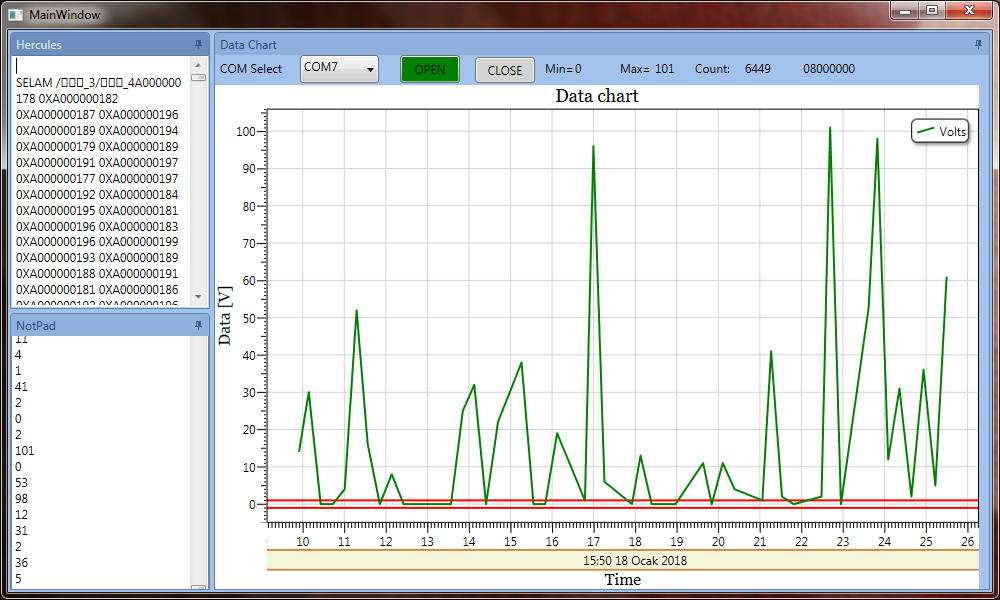 MainWindow
Hercules
SELAM /□□□_3/□□□_4A000000
178 0XA000000182
0XA000000187 0XA000000196
0XA000000189 0XA000000194
0XA000000179 0XA000000189
0XA000000191 0XA000000197
0XA000000177 0XA000000197
0XA000000192 0XA000000184
0XA000000195 0XA000000181
0XA000000196 0XA000000183
0XA000000196 0XA000000199
0XA000000193 0XA000000189
0XA000000188 0XA000000191
0XA000000181 0XA000000186
NotPad
11
4
1
41
2
0
2
101
0
53
98
12
31
2
36
5
Data Chart
COM Select COM7 OPEN CLOSE Min= 0 Max= 101 Count: 6449 08000000
Data chart
Volts
Data [V]
100
90
80
70
60
50
40
30
20
10
0
10 11 12 13 14 15 16 17 18 19 20 21 22 23 24 25 26
15:50 18 Ocak 2018
Time